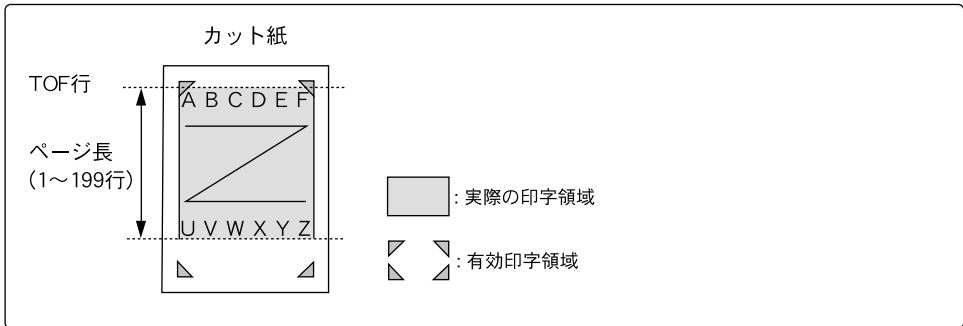 カット紙
TOF行
A B C D E F
ページ長
(1～199行)
: 実際の印字領域
U V W X Y Z
: 有効印字領域